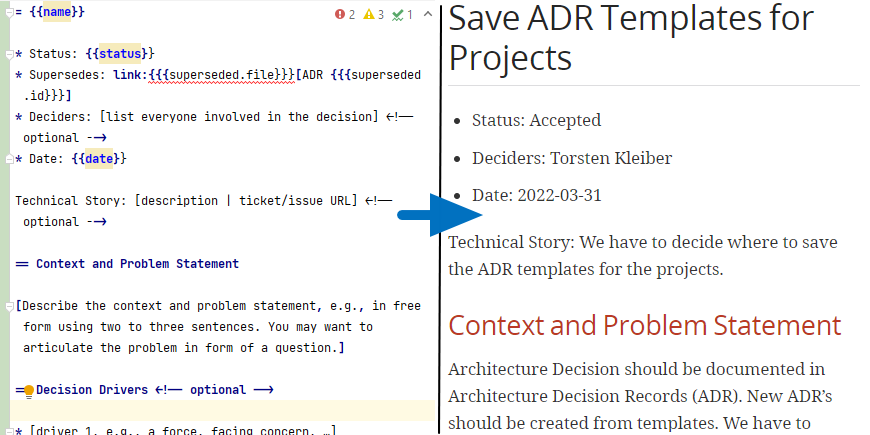 = {{name}}
2 3 1
* Status: {{status}}
* Supersedes: link:{{{superseded.file}}}[ADR {{{superseded
.id}}}]
* Deciders: [list everyone involved in the decision] <!--
optional -->
* Date: {{date}}
Technical Story: [description | ticket/issue URL] <!--
optional -->
== Context and Problem Statement
[Describe the context and problem statement, e.g., in free
form using two to three sentences. You may want to
articulate the problem in form of a question.]
== Decision Drivers <!-- optional -->
* [driver 1, e.g., a force, facing concern, …]
Save ADR Templates for
Projects
• Status: Accepted
• Deciders: Torsten Kleiber
• Date: 2022-03-31
Technical Story: We have to decide where to save
the ADR templates for the projects.
Context and Problem Statement
Architecture Decision should be documented in
Architecture Decision Records (ADR). New ADR’s
should be created from templates. We have to